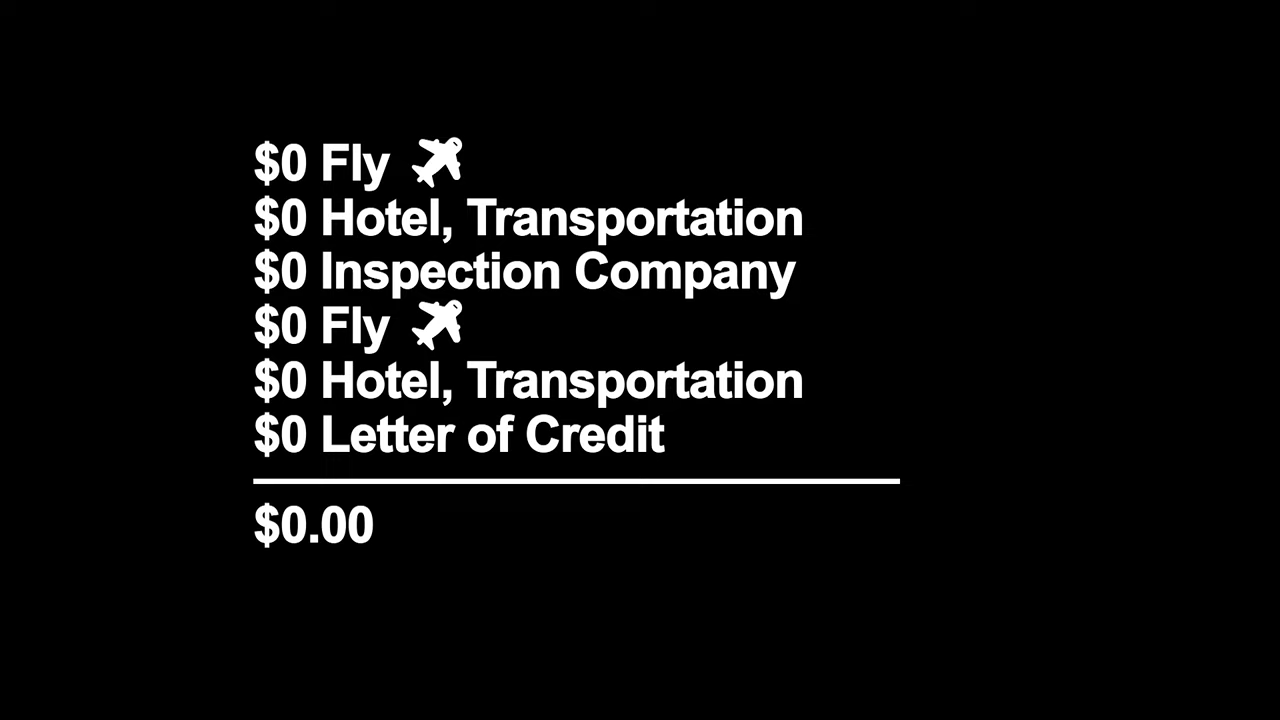 $0 Fly ✈
$0 Hotel, Transportation
$0 Inspection Company
$0 Fly ✈
$0 Hotel, Transportation
$0 Letter of Credit
$0.00